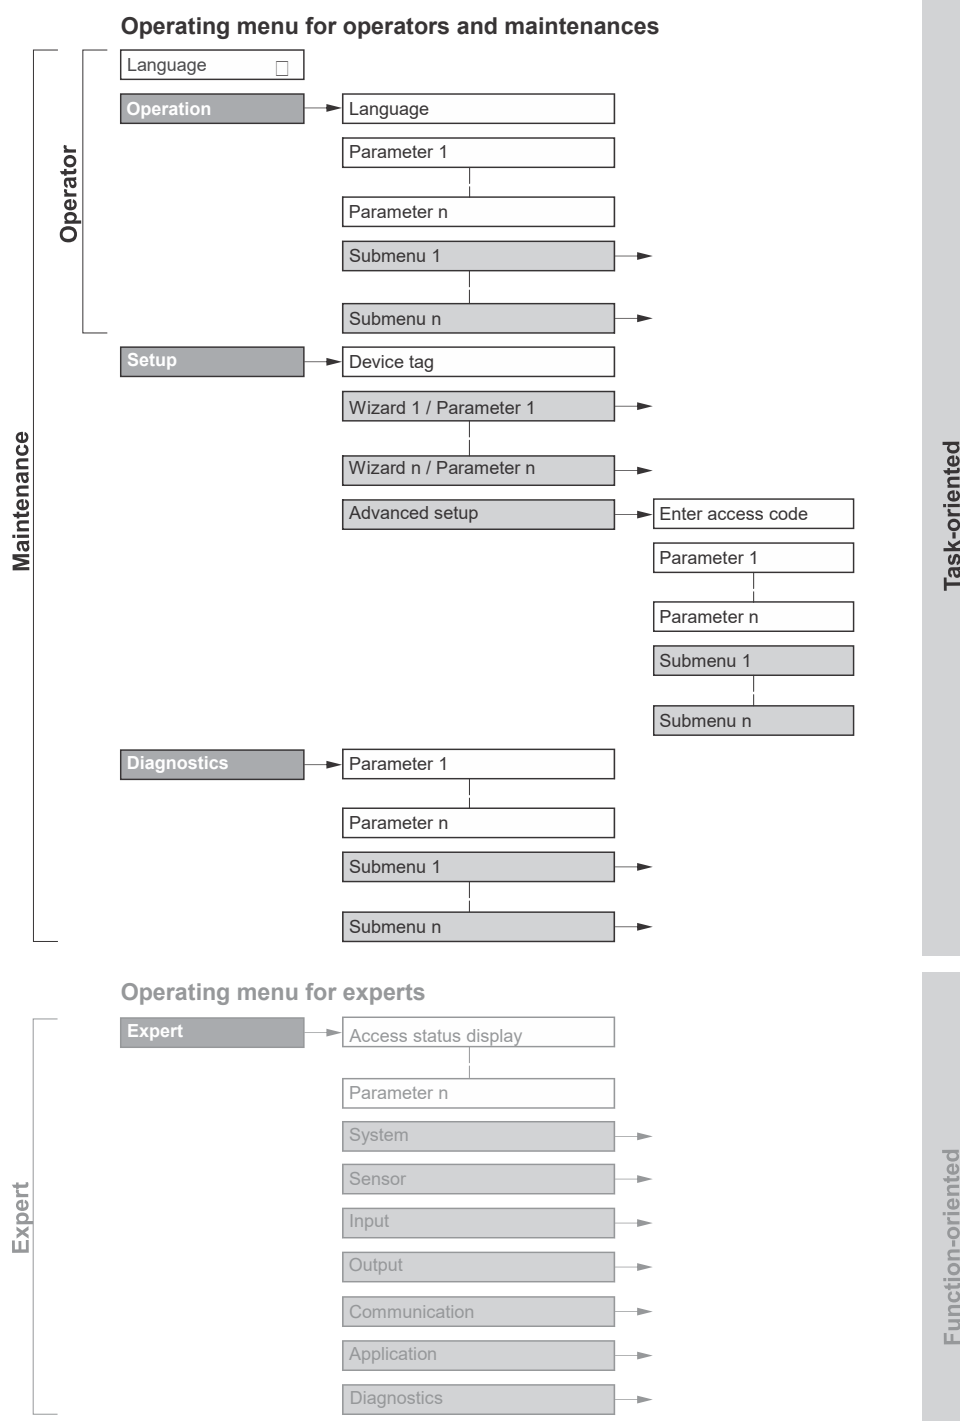 Operating menu for operators and maintenances
Language
Operation
Language
Parameter 1
Parameter n
Submenu 1
Submenu n
Operator
Setup
Device tag
Wizard 1 / Parameter 1
Wizard n / Parameter n
Advanced setup
Enter access code
Parameter 1
Parameter n
Submenu 1
Submenu n
Maintenance
Task-oriented
Diagnostics
Parameter 1
Parameter n
Submenu 1
Submenu n
Operating menu for experts
Expert
Access status display
Parameter n
System
Sensor
Input
Output
Communication
Application
Diagnostics
Expert
Function-oriented